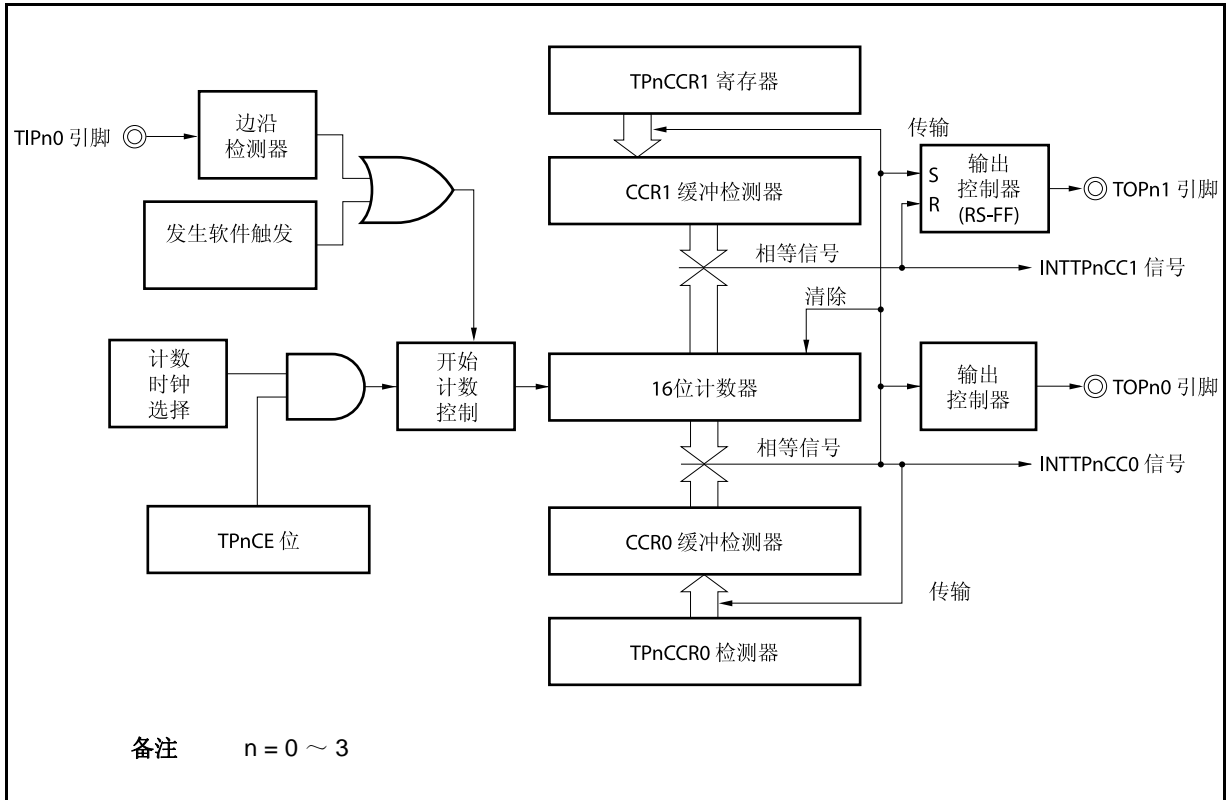 TPnCCR1 寄存器
TIPn0 引脚
边沿
检测器
传输
CCR1 缓冲检测器
S
R
输出
控制器
(RS-FF)
TOPn1 引脚
发生软件触发
相等信号
INTTPnCC1 信号
清除
计数
时钟
选择
开始
计数
控制
16位计数器
输出
控制器
TOPn0 引脚
相等信号
INTTPnCC0 信号
TPnCE 位
CCR0 缓冲检测器
传输
TPnCCR0 检测器
备注 n = 0 ～ 3